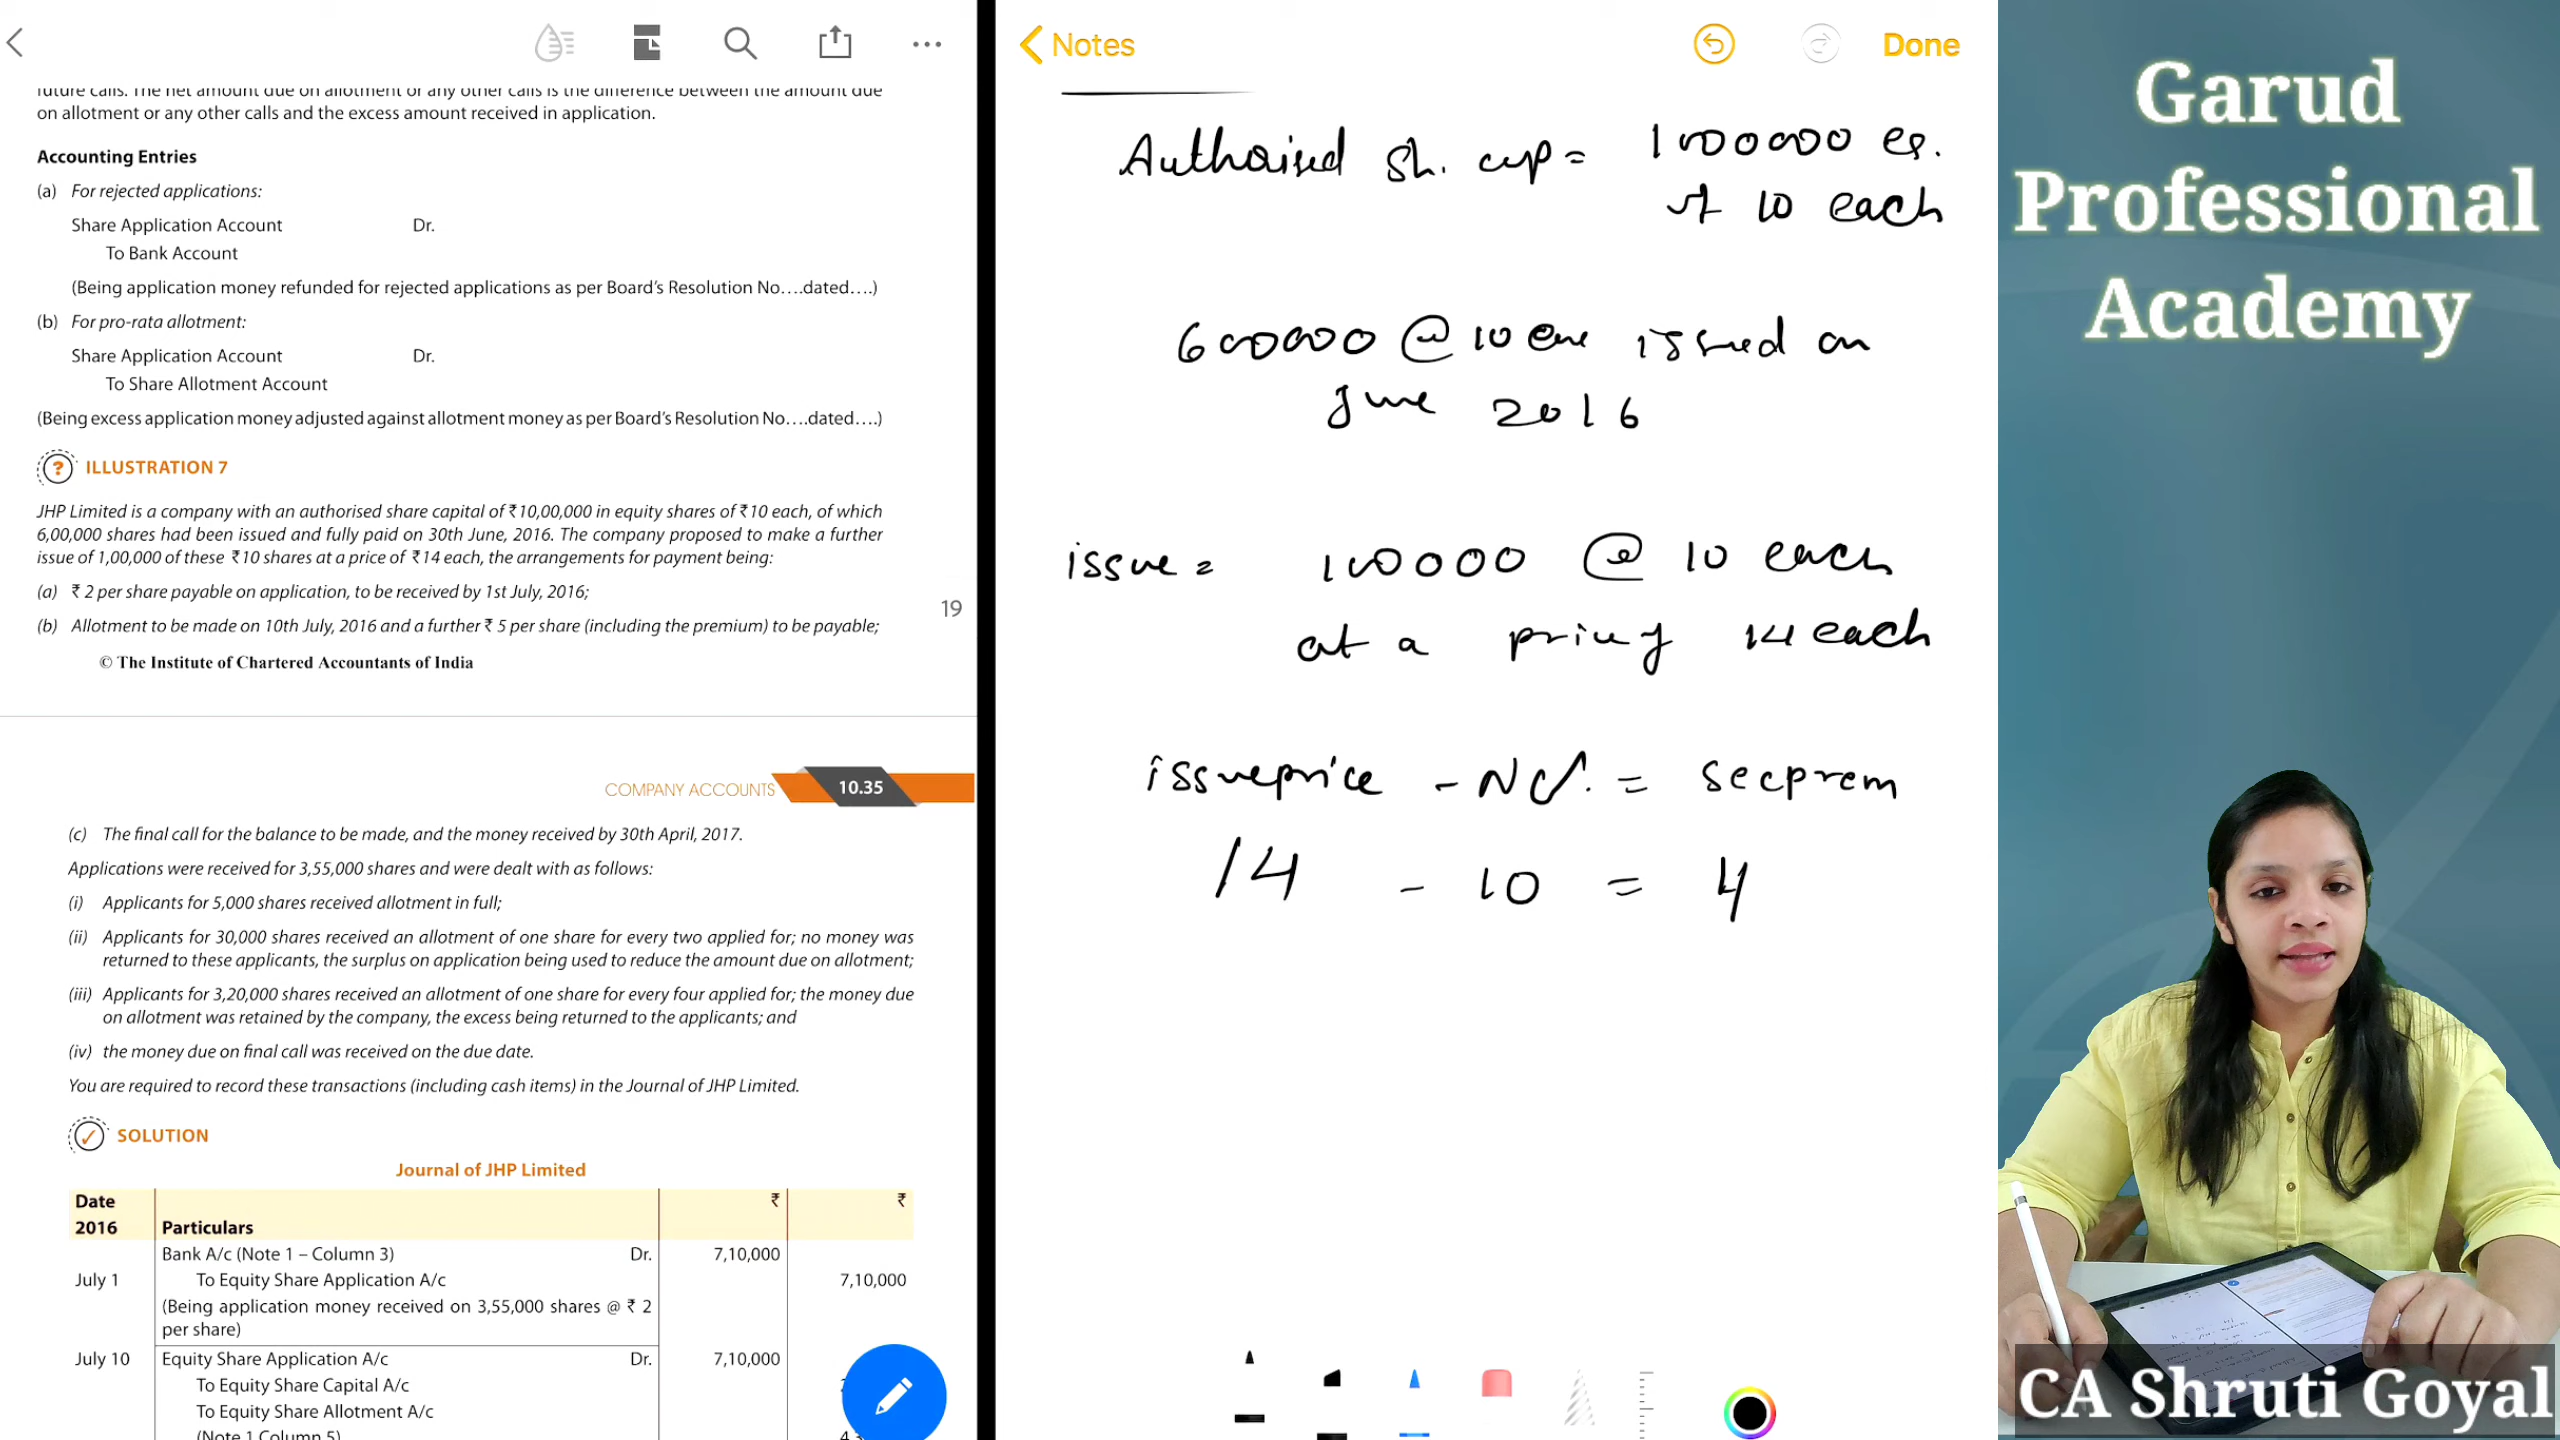 future calls. The net amount due on allotment or any other calls is the difference between the amount due
on allotment or any other calls and the excess amount received in application.
Accounting Entries
(a) For rejected applications:
Share Application Account Dr.
To Bank Account
(Being application money refunded for rejected applications as per Board's Resolution No....dated....)
(b) For pro-rata allotment:
Share Application Account Dr.
To Share Allotment Account
(Being excess application money adjusted against allotment money as per Board's Resolution No....dated....)
? ILLUSTRATION 7
JHP Limited is a company with an authorised share capital of ₹10,00,000 in equity shares of ₹10 each, of which
6,00,000 shares had been issued and fully paid on 30th June, 2016. The company proposed to make a further
issue of 1,00,000 of these ₹10 shares at a price of ₹14 each, the arrangements for payment being:
(a) ₹ 2 per share payable on application, to be received by 1st July, 2016;
19
(b) Allotment to be made on 10th July, 2016 and a further ₹ 5 per share (including the premium) to be payable;
© The Institute of Chartered Accountants of India
COMPANY ACCOUNTS 10.35
(c) The final call for the balance to be made, and the money received by 30th April, 2017.
Applications were received for 3,55,000 shares and were dealt with as follows:
(i) Applicants for 5,000 shares received allotment in full;
(ii) Applicants for 30,000 shares received an allotment of one share for every two applied for; no money was
returned to these applicants, the surplus on application being used to reduce the amount due on allotment;
(iii) Applicants for 3,20,000 shares received an allotment of one share for every four applied for; the money due
on allotment was retained by the company, the excess being returned to the applicants; and
(iv) the money due on final call was received on the due date.
You are required to record these transactions (including cash items) in the Journal of JHP Limited.
SOLUTION
Journal of JHP Limited
Date ₹ ₹
2016 Particulars
Bank A/c (Note 1 – Column 3) Dr. 7,10,000
July 1 To Equity Share Application A/c 7,10,000
(Being application money received on 3,55,000 shares @ ₹ 2
per share)
July 10 Equity Share Application A/c Dr. 7,10,000
To Equity Share Capital A/c
To Equity Share Allotment A/c
(Note 1 Column 5)
Notes Done
Authorised sh. cap = 1000000 eq.
of 10 each
600000 @ 10 issued on
June 2016
issue = 100000 @ 10 each
at a price of 14 each
issueprice - NV. = secprem
14 - 10 = 4
Garud
Professional
Academy
CA Shruti Goyal